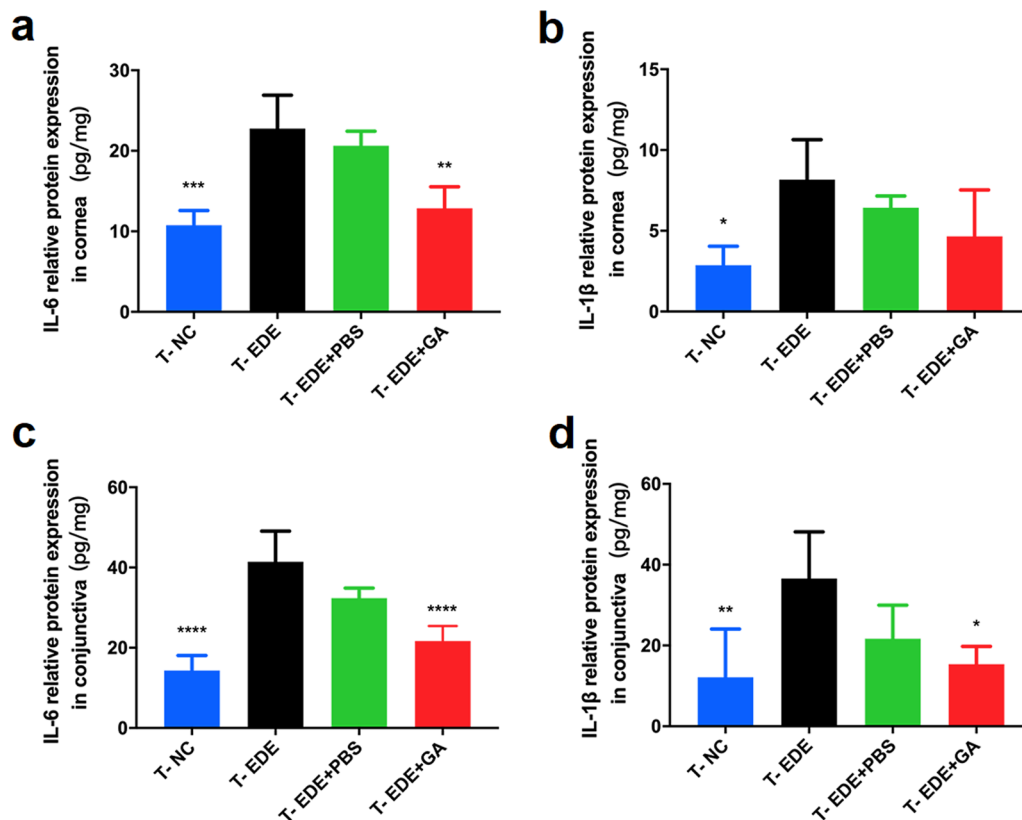 a
IL-6 relative protein expression
in cornea (pg/mg)
30
20
10
0
***
**
T- NC
T- EDE
T- EDE+PBS
T- EDE+GA
b
IL-1β relative protein expression
in cornea (pg/mg)
15
10
5
0
*
T- NC
T- EDE
T- EDE+PBS
T- EDE+GA
c
IL-6 relative protein expression
in conjunctiva (pg/mg)
60
40
20
0
****
****
T- NC
T- EDE
T- EDE+PBS
T- EDE+GA
d
IL-1β relative protein expression
in conjunctiva (pg/mg)
60
40
20
0
**
*
T- NC
T- EDE
T- EDE+PBS
T- EDE+GA